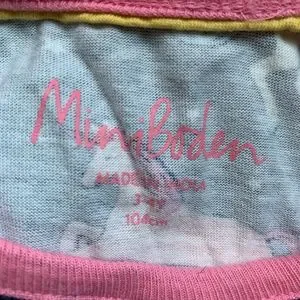 Mini Boden
MADE IN INDIA
3-4Y
104cm